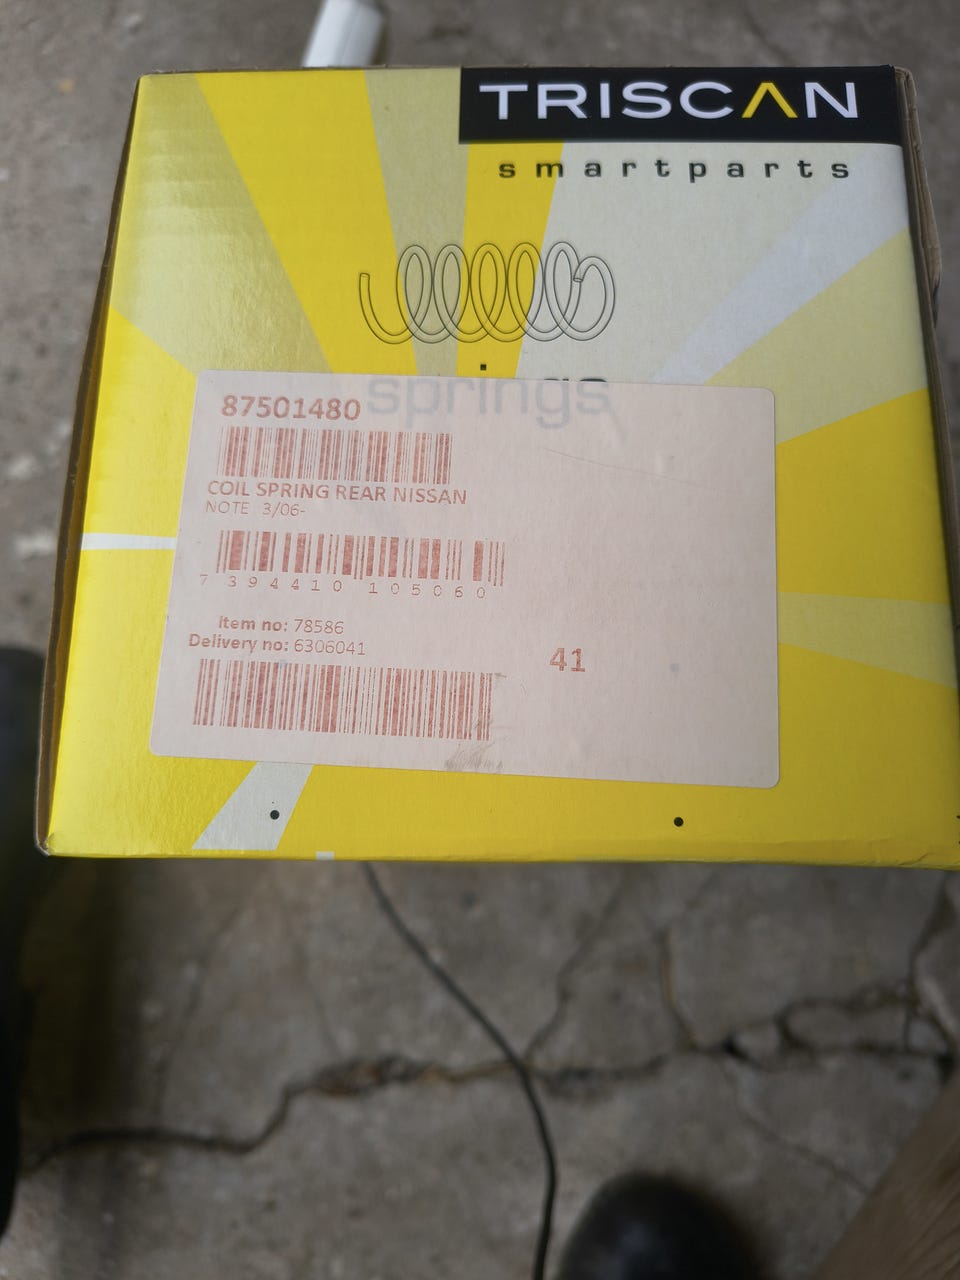 TRISCAN
smartparts
springs
87501480
COIL SPRING REAR NISSAN
NOTE 3/06-
7 394410 105060
Item no: 78586
Delivery no: 6306041
41